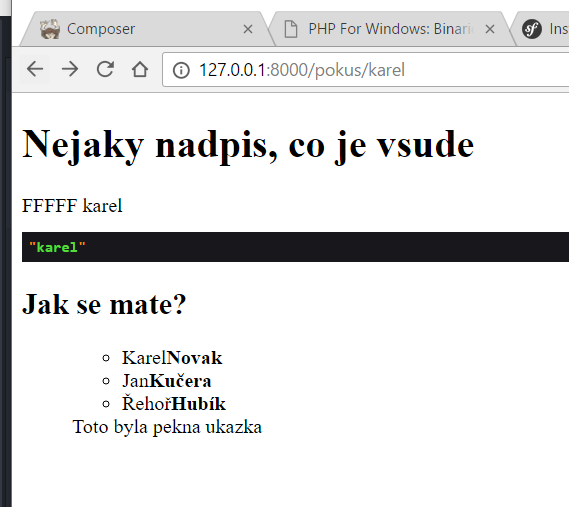 Composer
PHP For Windows: Binari
Ins
127.0.0.1:8000/pokus/karel
Nejaky nadpis, co je vsude
FFFFF karel
"karel"
Jak se mate?
KarelNovak
JanKučera
ŘehořHubík
Toto byla pekna ukazka